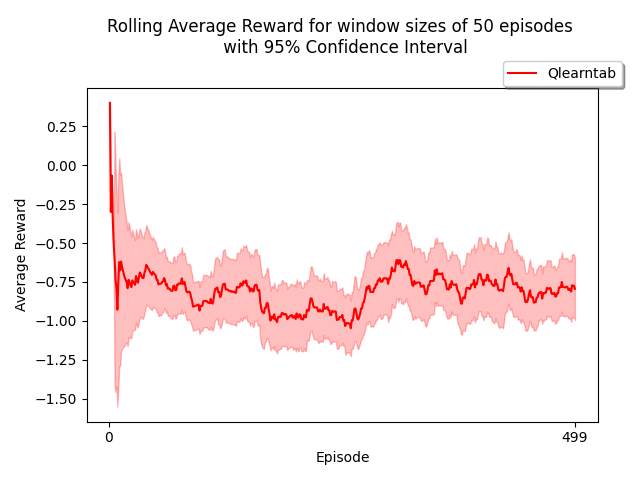 Rolling Average Reward for window sizes of 50 episodes
with 95% Confidence Interval
Qlearntab
0.25
0.00
−0.25
−0.50
−0.75
−1.00
−1.25
−1.50
Average Reward
0
499
Episode